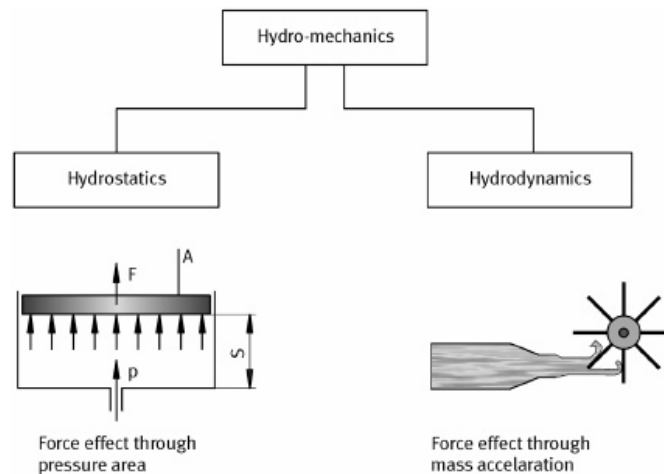 Hydro-mechanics
Hydrostatics
Hydrodynamics
A
F
S
p
Force effect through
pressure area
Force effect through
mass accelaration